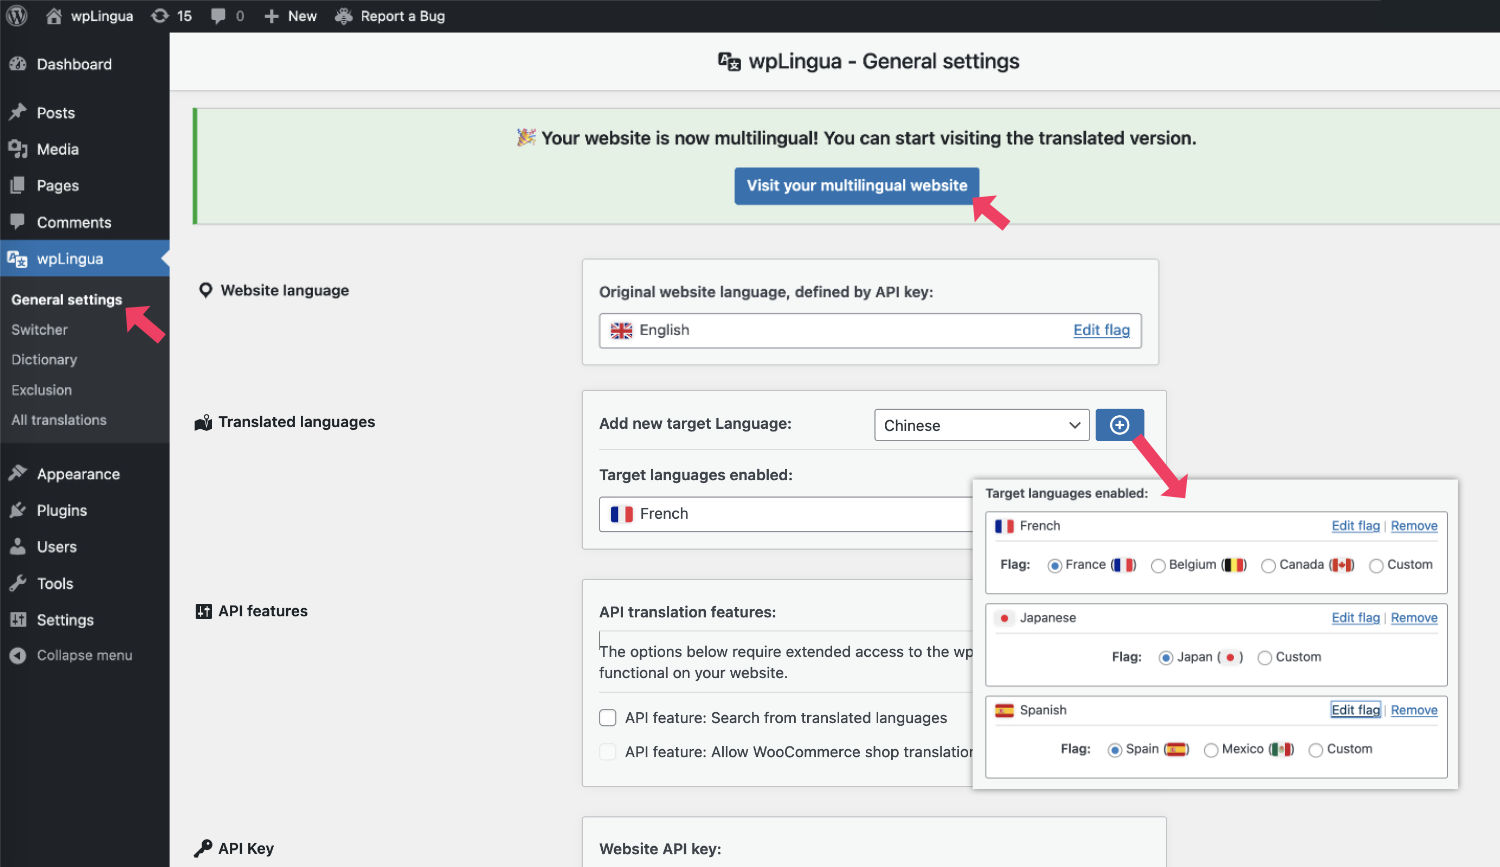 wpLingua 15 0 New Report a Bug
Dashboard
Posts
Media
Pages
Comments
wpLingua
General settings
Switcher
Dictionary
Exclusion
All translations
Appearance
Plugins
Users
Tools
Settings
Collapse menu
wpLingua - General settings
Your website is now multilingual! You can start visiting the translated version.
Visit your multilingual website
Website language
Original website language, defined by API key:
English Edit flag
Translated languages
Add new target Language: Chinese
Target languages enabled:
French
Target languages enabled:
French Edit flag | Remove
Flag: France ( ) Belgium ( ) Canada ( ) Custom
Japanese Edit flag | Remove
Flag: Japan ( ) Custom
Spanish Edit flag | Remove
Flag: Spain ( ) Mexico ( ) Custom
API features
API translation features:
The options below require extended access to the wp
functional on your website.
API feature: Search from translated languages
API feature: Allow WooCommerce shop translation
API Key
Website API key: